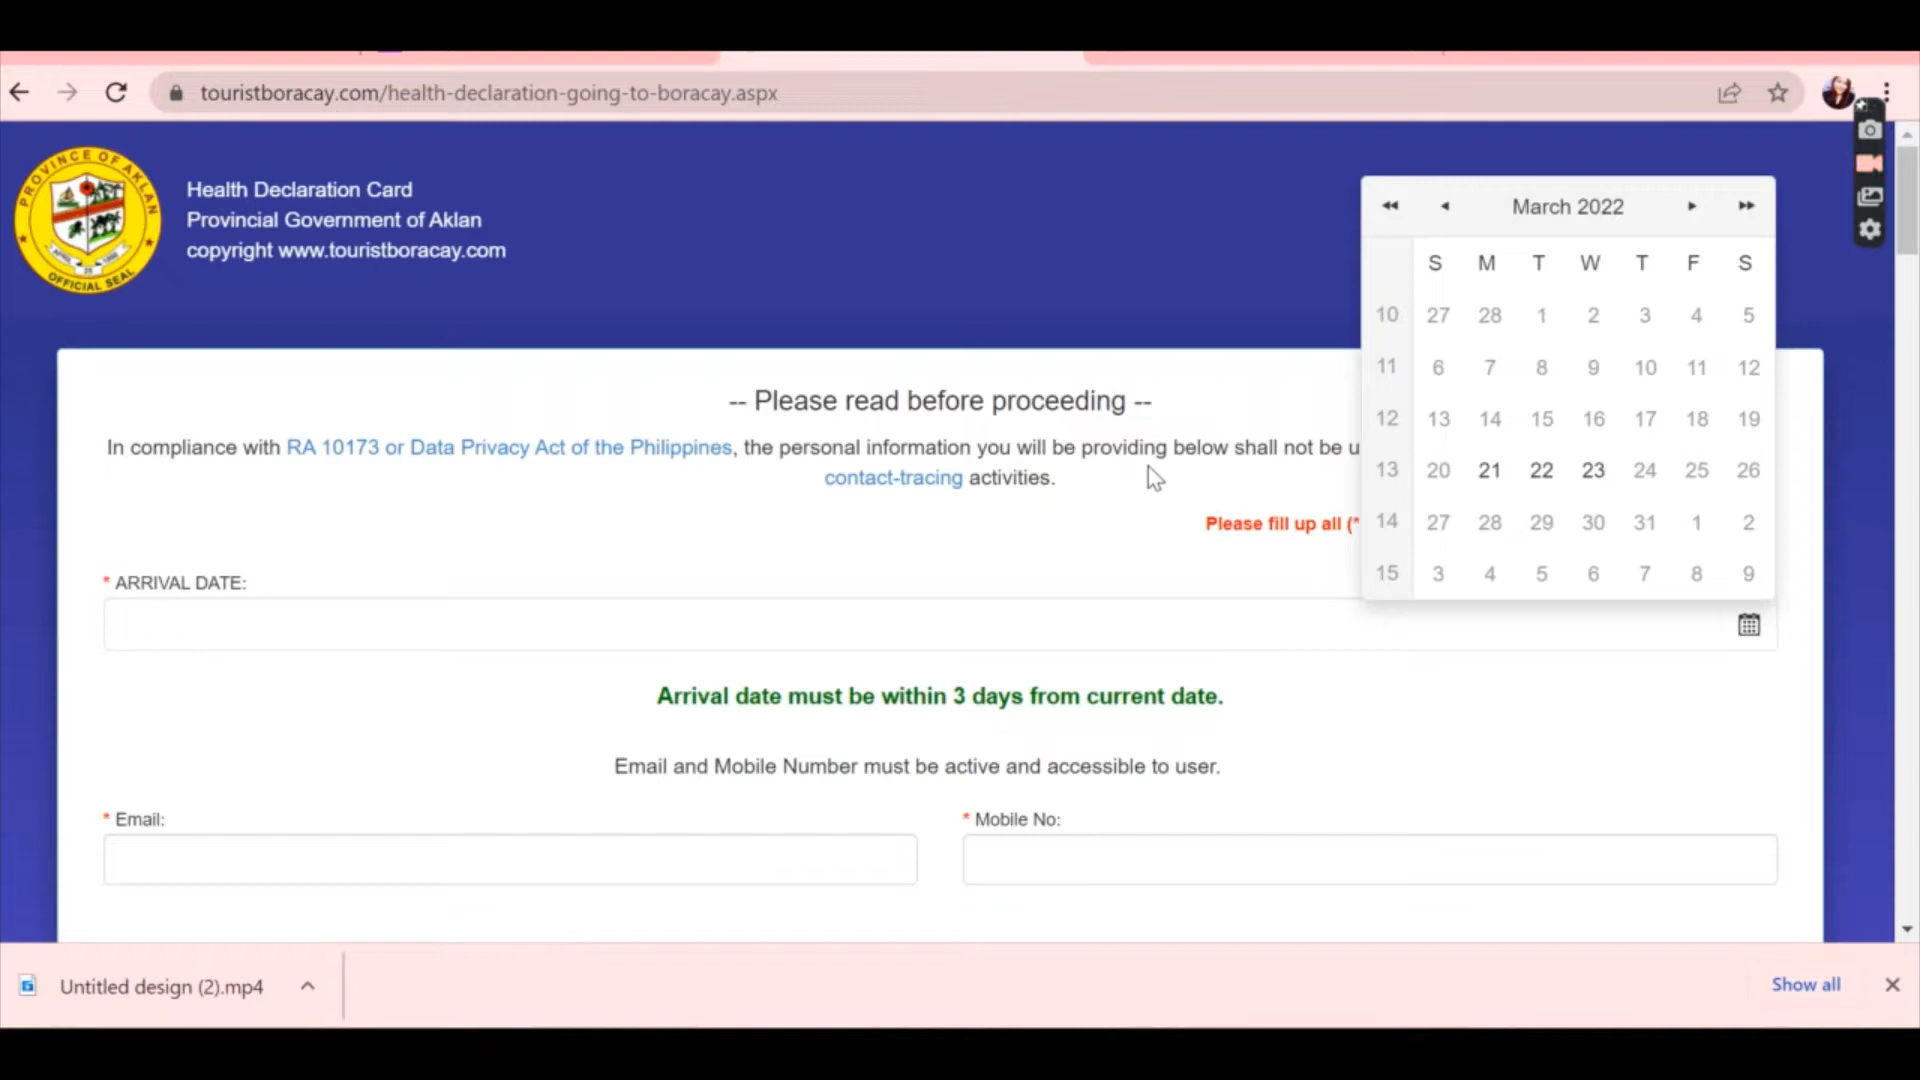 touristboracay.com/health-declaration-going-to-boracay.aspx
PROVINCE OF AKLAN
OFFICIAL SEAL
Health Declaration Card
Provincial Government of Aklan
copyright www.touristboracay.com
March 2022
S M T W T F S
10 27 28 1 2 3 4 5
11 6 7 8 9 10 11 12
12 13 14 15 16 17 18 19
13 20 21 22 23 24 25 26
14 27 28 29 30 31 1 2
15 3 4 5 6 7 8 9
-- Please read before proceeding --
In compliance with RA 10173 or Data Privacy Act of the Philippines, the personal information you will be providing below shall not be u
contact-tracing activities.
Please fill up all (*
* ARRIVAL DATE:
Arrival date must be within 3 days from current date.
Email and Mobile Number must be active and accessible to user.
* Email:
* Mobile No:
Untitled design (2).mp4
Show all